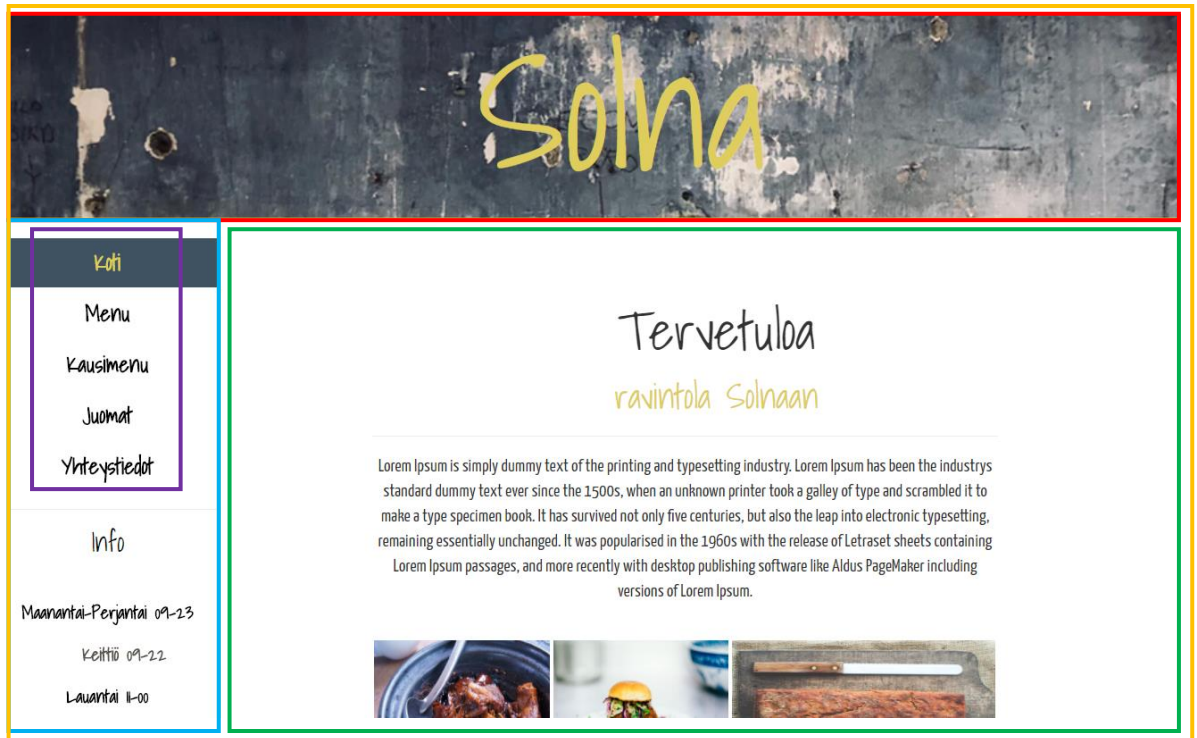 Solna
Koti
Menu
Kausimenu
Juomat
Yhteystiedot
Info
Maanantai-Perjantai 09-23
Keittiö 09-22
Lauantai 11-00
Tervetuloa
ravintola Solnaan
Lorem Ipsum is simply dummy text of the printing and typesetting industry. Lorem Ipsum has been the industrys
standard dummy text ever since the 1500s, when an unknown printer took a galley of type and scrambled it to
make a type specimen book. It has survived not only five centuries, but also the leap into electronic typesetting,
remaining essentially unchanged. It was popularised in the 1960s with the release of Letraset sheets containing
Lorem Ipsum passages, and more recently with desktop publishing software like Aldus PageMaker including
versions of Lorem Ipsum.